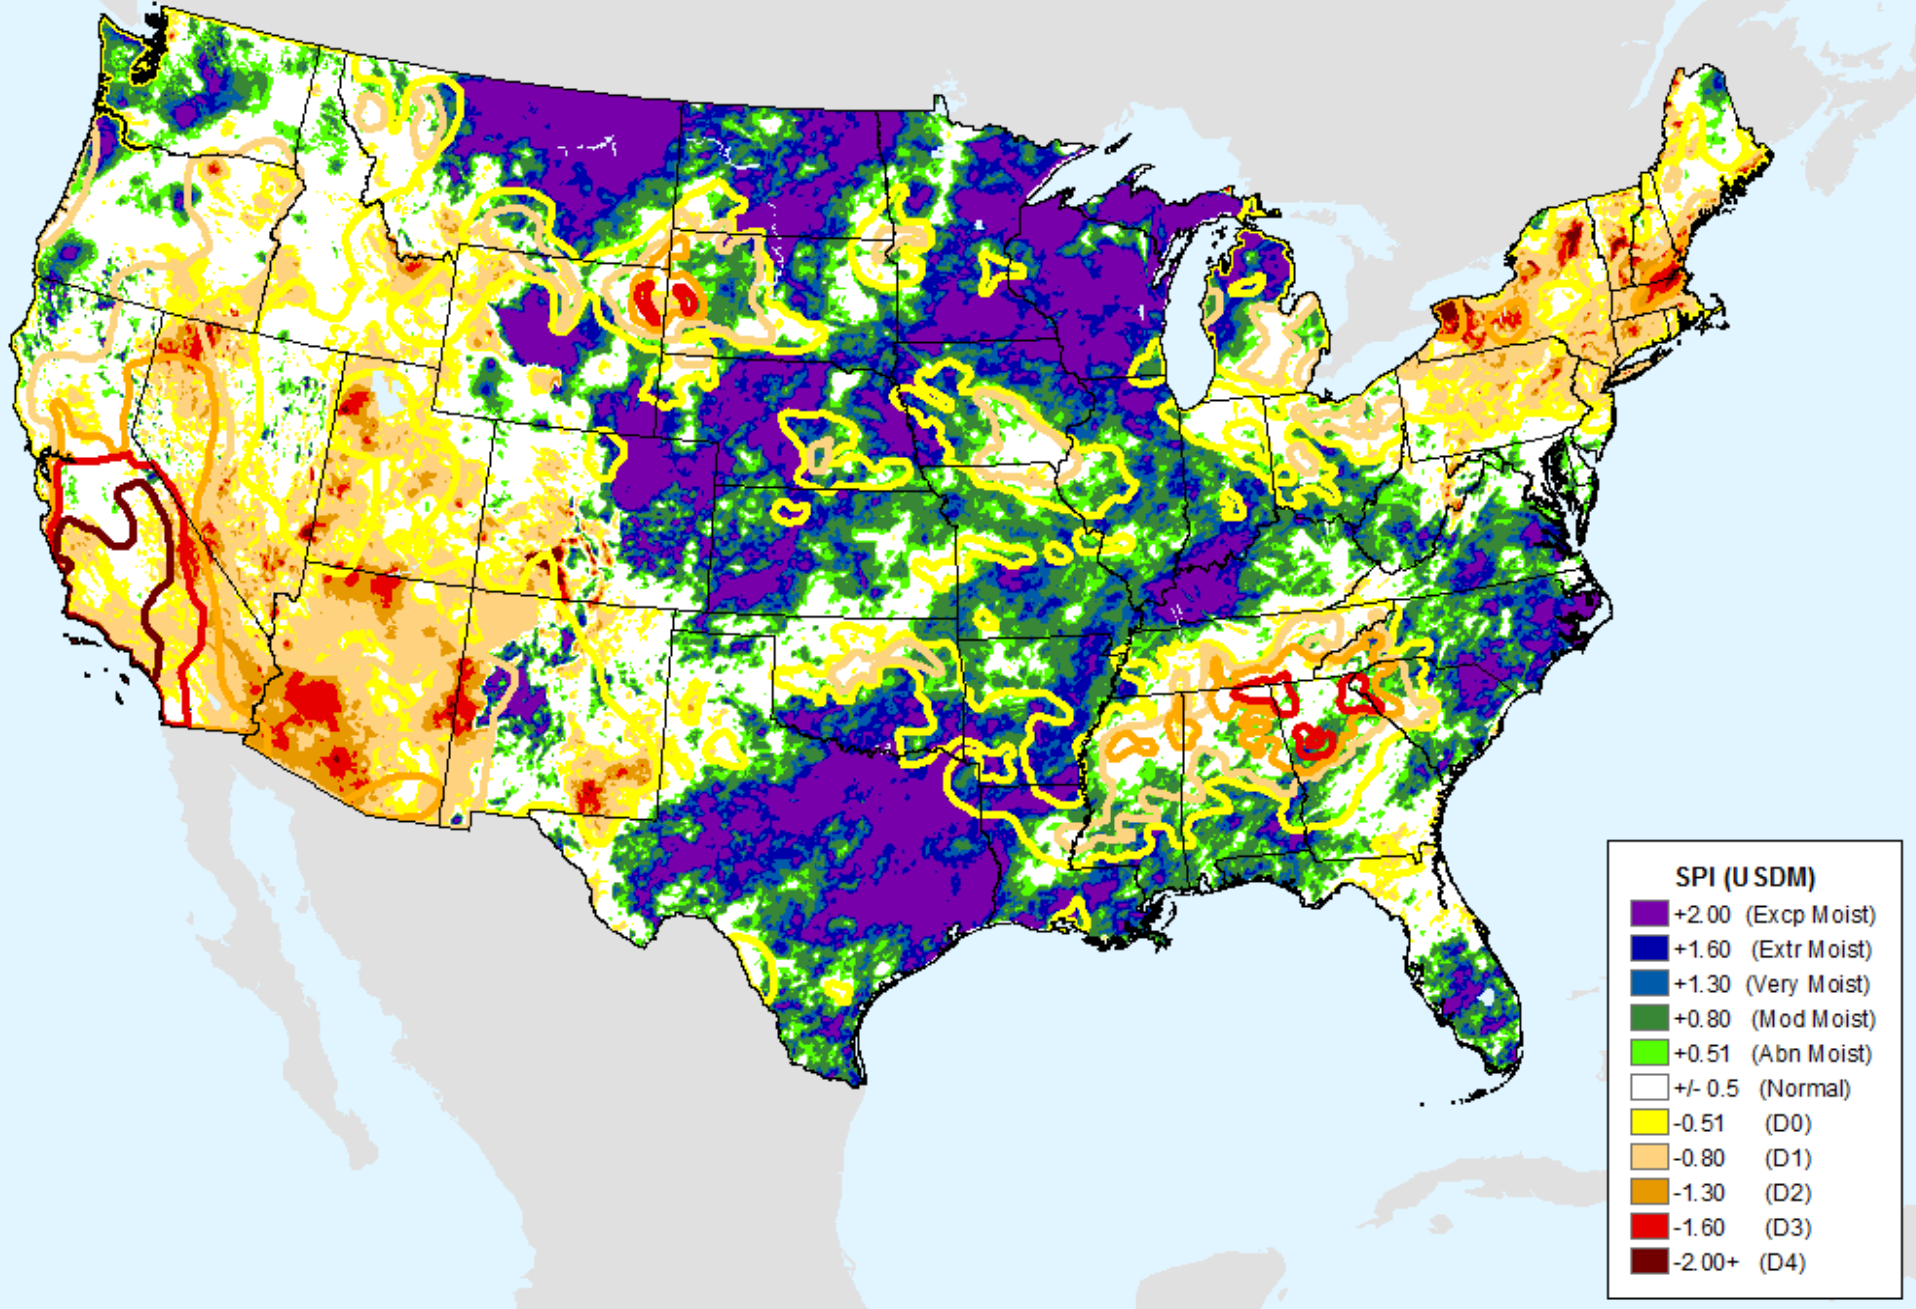 SPI (USDM)
+2.00 (Excp Moist)
+1.60 (Extr Moist)
+1.30 (Very Moist)
+0.80 (Mod Moist)
+0.51 (Abn Moist)
+/- 0.5 (Normal)
-0.51 (D0)
-0.80 (D1)
-1.30 (D2)
-1.60 (D3)
-2.00+ (D4)